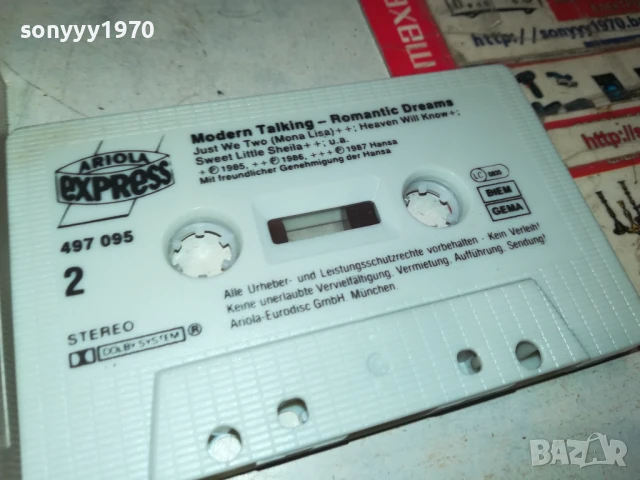 sonyyy1970
maxe
http://
sonyyy1970
http://
Modern Talking – Romantic Dreams
Just We Two (Mona Lisa)++; Heaven Will Know+;
Sweet Little Sheila++; u.a.
+℗1985, ++℗1986, +++℗1987 Hansa
Mit freundlicher Genehmigung der Hansa
ARIOLA
EXPRESS
LC
BIEM
GEMA
497 095
2
STEREO
DOLBY SYSTEM ®
Alle Urheber- und Leistungsschutzrechte vorbehalten - Kein Verleih!
Keine unerlaubte Vervielfältigung, Vermietung, Aufführung, Sendung!
Ariola-Eurodisc GmbH. München.
BAZAR
bg